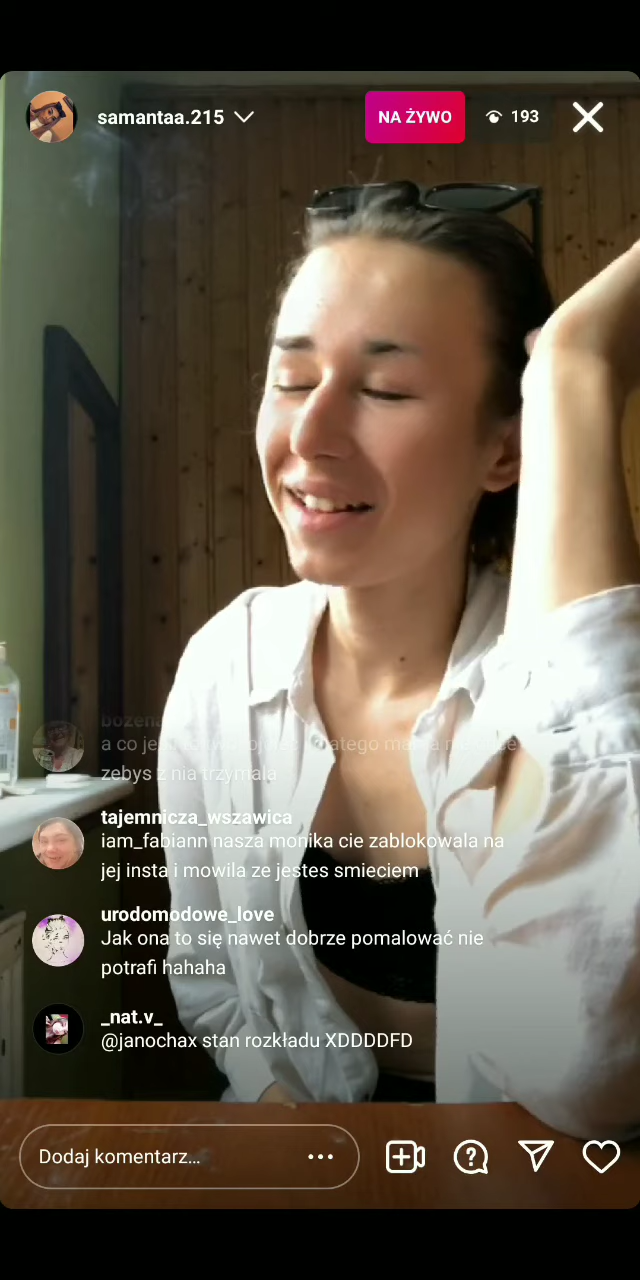 samantaa.215
NA ŻYWO
193
bozena
a co je
zebys z nia trzymala
tajemnicza_wszawica
iam_fabiann nasza monika cie zablokowala na
jej insta i mowila ze jestes smieciem
urodomodowe_love
Jak ona to się nawet dobrze pomalować nie
potrafi hahaha
_nat.v_
@janochax stan rozkładu XDDDDFD
Dodaj komentarz...